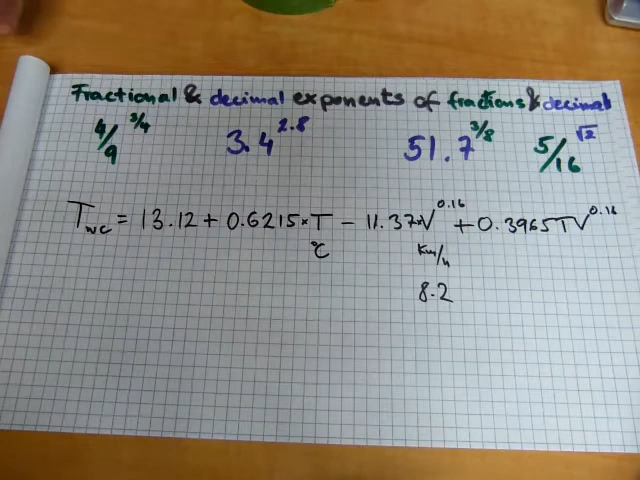 Fractional & decimal exponents of fractions & decimals
4/9^3/4 3.4^2.8 51.7^3/8 5/16^√2
T_wc = 13.12 + 0.6215 × T − 11.37 × V^0.16 + 0.3965TV^0.16
°C Km/h
8.2